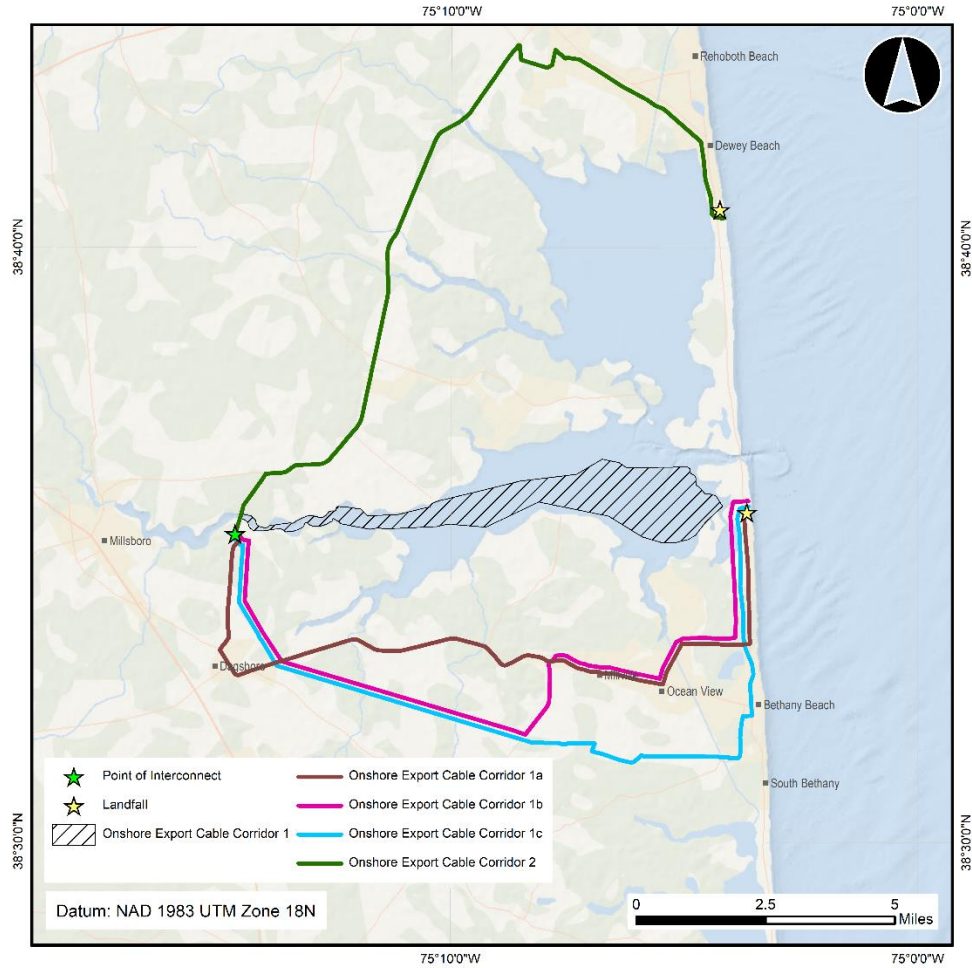 75°10'0"W
75°0'0"W
Rehoboth Beach
Dewey Beach
38°40'0"N
38°40'0"N
Millsboro
Dagsboro
Millville
Ocean View
Bethany Beach
South Bethany
Point of Interconnect
Landfall
Onshore Export Cable Corridor 1
Onshore Export Cable Corridor 1a
Onshore Export Cable Corridor 1b
Onshore Export Cable Corridor 1c
Onshore Export Cable Corridor 2
38°30'0"N
38°30'0"N
Datum: NAD 1983 UTM Zone 18N
0 2.5 5
Miles
75°10'0"W
75°0'0"W